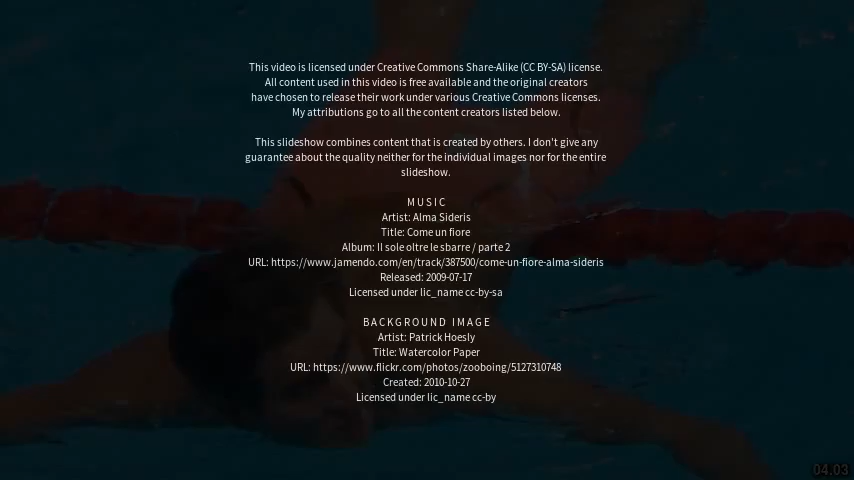 This video is licensed under Creative Commons Share-Alike (CC BY-SA) license.
All content used in this video is free available and the original creators
have chosen to release their work under various Creative Commons licenses.
My attributions go to all the content creators listed below.
This slideshow combines content that is created by others. I don't give any
guarantee about the quality neither for the individual images nor for the entire
slideshow.
MUSIC
Artist: Alma Sideris
Title: Come un fiore
Album: Il sole oltre le sbarre / parte 2
URL: https://www.jamendo.com/en/track/387500/come-un-fiore-alma-sideris
Released: 2009-07-17
Licensed under lic_name cc-by-sa
BACKGROUND IMAGE
Artist: Patrick Hoesly
Title: Watercolor Paper
URL: https://www.flickr.com/photos/zooboing/5127310748
Created: 2010-10-27
Licensed under lic_name cc-by
04.03